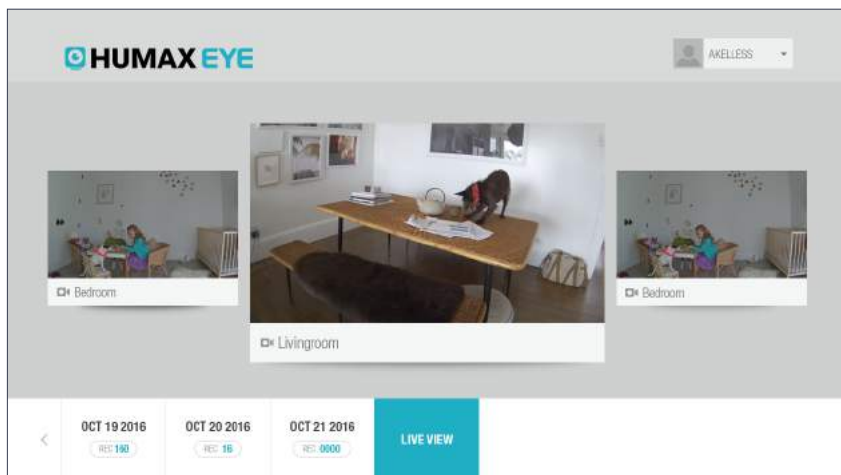 HUMAX EYE
AKELLESS
Bedroom
Livingroom
Bedroom
OCT 19 2016
REC 160
OCT 20 2016
REC 16
OCT 21 2016
REC 0000
LIVE VIEW